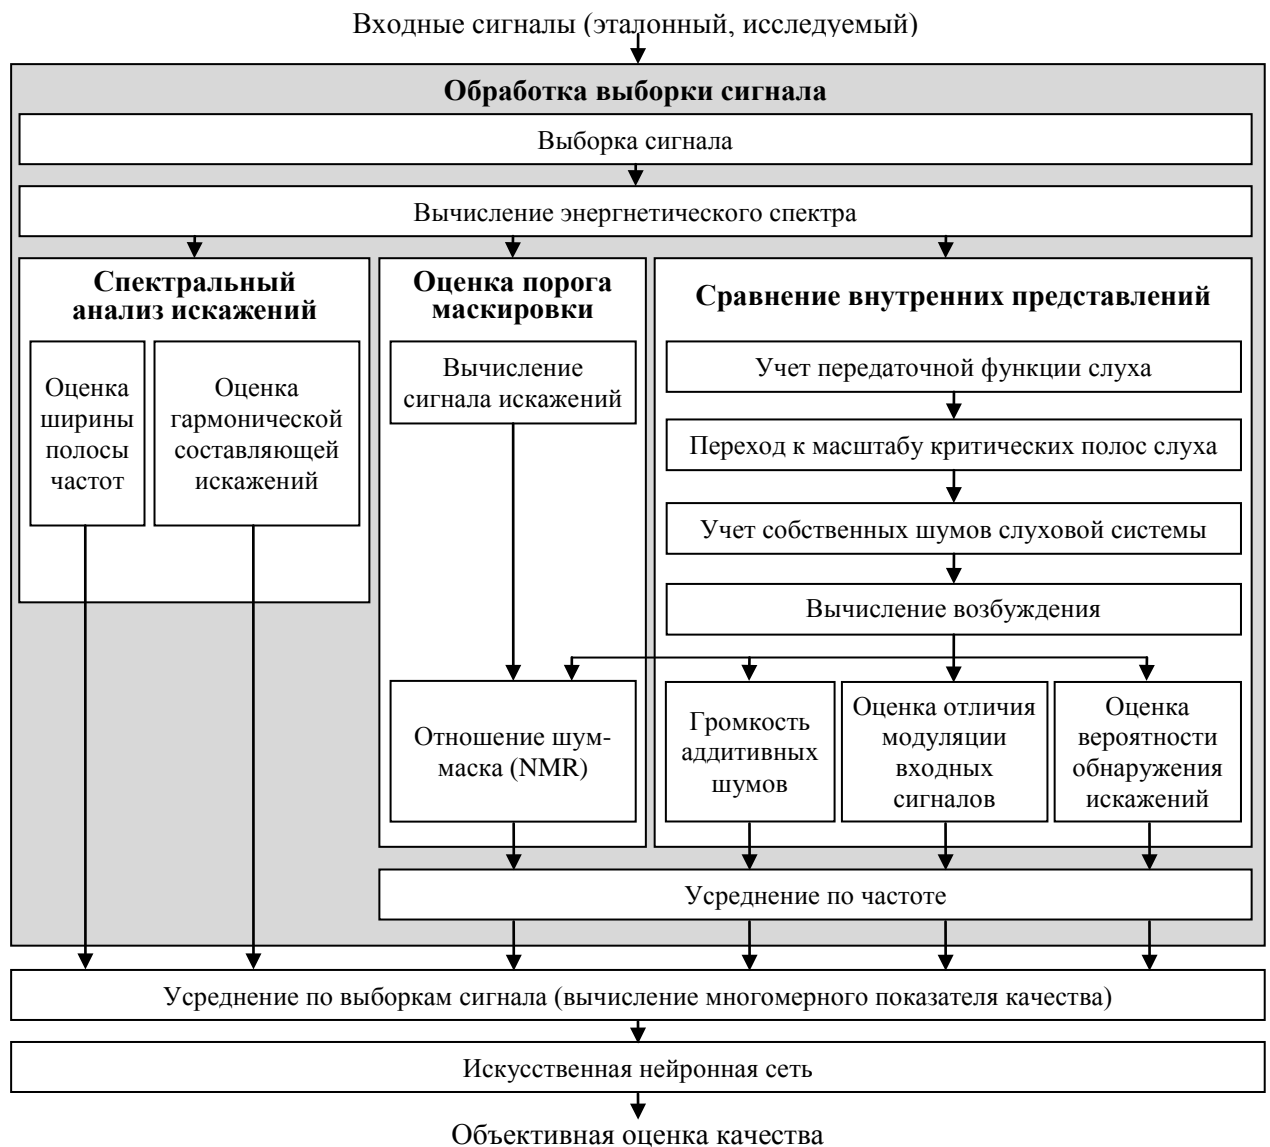 Входные сигналы (эталонный, исследуемый)
Обработка выборки сигнала
Выборка сигнала
Вычисление энергнетического спектра
Спектральный
анализ искажений
Оценка
ширины
полосы
частот
Оценка
гармонической
составляющей
искажений
Оценка порога
маскировки
Вычисление
сигнала искажений
Отношение шум-
маска (NMR)
Сравнение внутренних представлений
Учет передаточной функции слуха
Переход к масштабу критических полос слуха
Учет собственных шумов слуховой системы
Вычисление возбуждения
Громкость
аддитивных
шумов
Оценка отличия
модуляции
входных
сигналов
Оценка
вероятности
обнаружения
искажений
Усреднение по частоте
Усреднение по выборкам сигнала (вычисление многомерного показателя качества)
Искусственная нейронная сеть
Объективная оценка качества